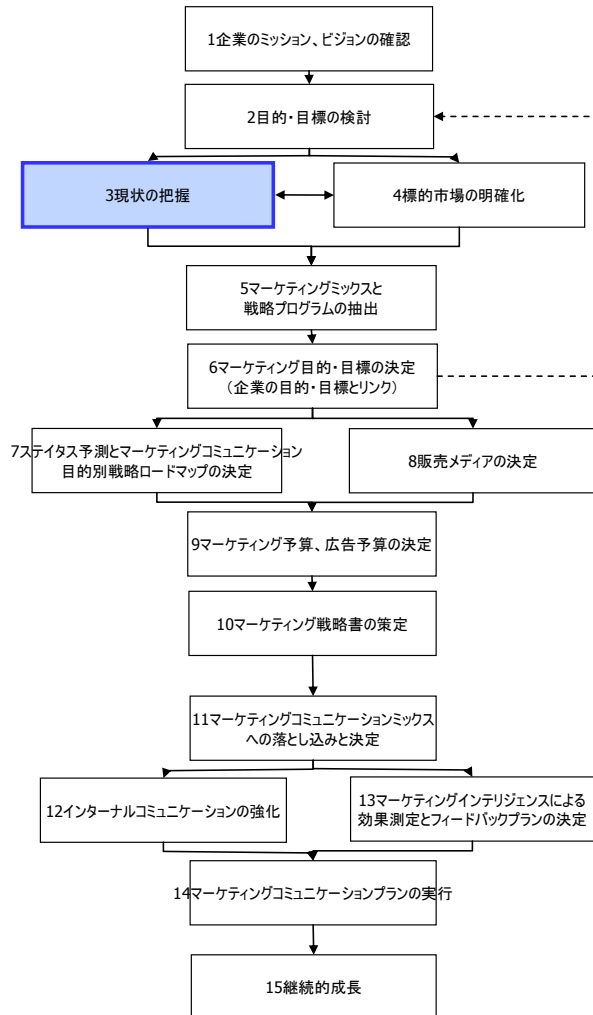 1企業のミッション、ビジョンの確認
2目的・目標の検討
3現状の把握
4標的市場の明確化
5マーケティングミックスと
戦略プログラムの抽出
6マーケティング目的・目標の決定
（企業の目的・目標とリンク）
7ステイタス予測とマーケティングコミュニケーション
目的別戦略ロードマップの決定
8販売メディアの決定
9マーケティング予算、広告予算の決定
10マーケティング戦略書の策定
11マーケティングコミュニケーションミックス
への落とし込みと決定
12インターナルコミュニケーションの強化
13マーケティングインテリジェンスによる
効果測定とフィードバックプランの決定
14マーケティングコミュニケーションプランの実行
15継続的成長